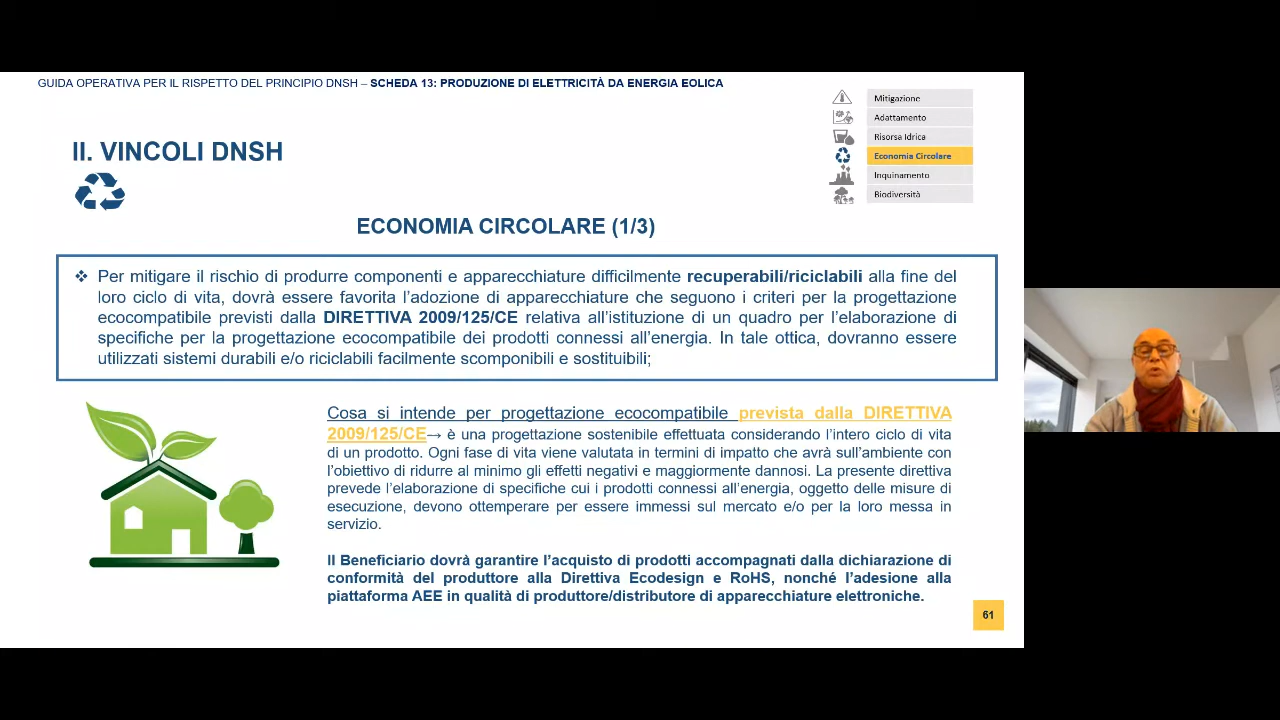 GUIDA OPERATIVA PER IL RISPETTO DEL PRINCIPIO DNSH – SCHEDA 13: PRODUZIONE DI ELETTRICITÀ DA ENERGIA EOLICA
Mitigazione
Adattamento
Risorsa Idrica
Economia Circolare
Inquinamento
Biodiversità
II. VINCOLI DNSH
ECONOMIA CIRCOLARE (1/3)
❖ Per mitigare il rischio di produrre componenti e apparecchiature difficilmente recuperabili/riciclabili alla fine del
loro ciclo di vita, dovrà essere favorita l'adozione di apparecchiature che seguono i criteri per la progettazione
ecocompatibile previsti dalla DIRETTIVA 2009/125/CE relativa all'istituzione di un quadro per l'elaborazione di
specifiche per la progettazione ecocompatibile dei prodotti connessi all'energia. In tale ottica, dovranno essere
utilizzati sistemi durabili e/o riciclabili facilmente scomponibili e sostituibili;
Cosa si intende per progettazione ecocompatibile prevista dalla DIRETTIVA
2009/125/CE→ è una progettazione sostenibile effettuata considerando l'intero ciclo di vita
di un prodotto. Ogni fase di vita viene valutata in termini di impatto che avrà sull'ambiente con
l'obiettivo di ridurre al minimo gli effetti negativi e maggiormente dannosi. La presente direttiva
prevede l'elaborazione di specifiche cui i prodotti connessi all'energia, oggetto delle misure di
esecuzione, devono ottemperare per essere immessi sul mercato e/o per la loro messa in
servizio.
Il Beneficiario dovrà garantire l'acquisto di prodotti accompagnati dalla dichiarazione di
conformità del produttore alla Direttiva Ecodesign e RoHS, nonché l'adesione alla
piattaforma AEE in qualità di produttore/distributore di apparecchiature elettroniche.
61